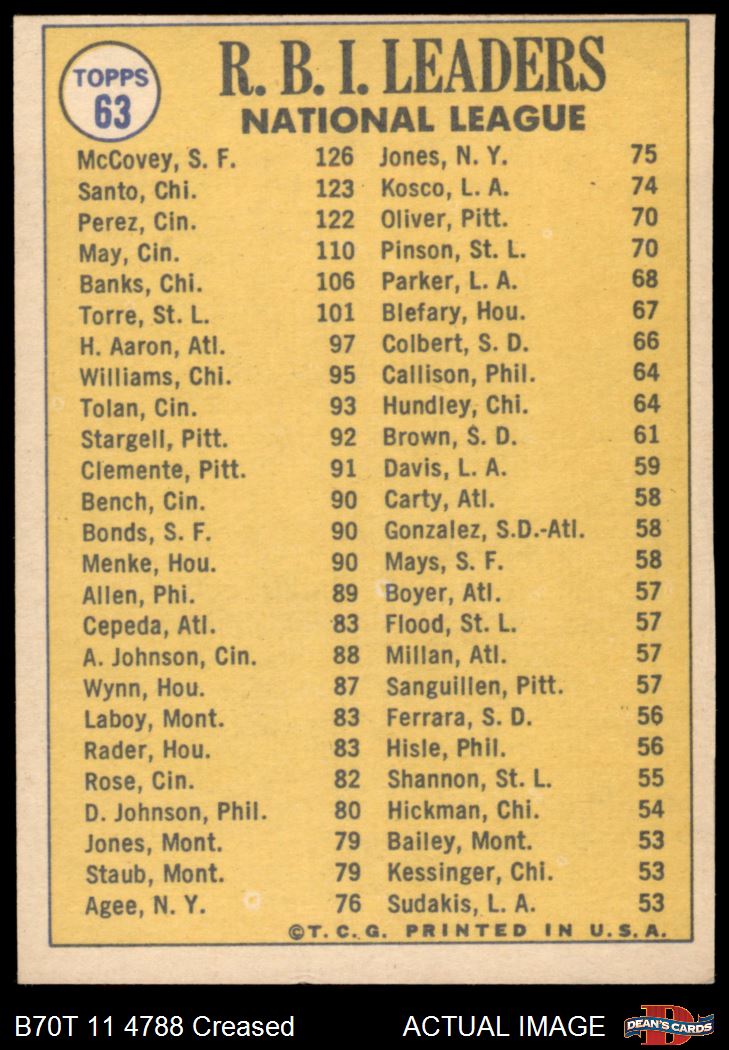 TOPPS
63
R. B. I. LEADERS
NATIONAL LEAGUE
McCovey, S. F. 126
Santo, Chi. 123
Perez, Cin. 122
May, Cin. 110
Banks, Chi. 106
Torre, St. L. 101
H. Aaron, Atl. 97
Williams, Chi. 95
Tolan, Cin. 93
Stargell, Pitt. 92
Clemente, Pitt. 91
Bench, Cin. 90
Bonds, S. F. 90
Menke, Hou. 90
Allen, Phi. 89
Cepeda, Atl. 83
A. Johnson, Cin. 88
Wynn, Hou. 87
Laboy, Mont. 83
Rader, Hou. 83
Rose, Cin. 82
D. Johnson, Phil. 80
Jones, Mont. 79
Staub, Mont. 79
Agee, N. Y. 76
Jones, N. Y. 75
Kosco, L. A. 74
Oliver, Pitt. 70
Pinson, St. L. 70
Parker, L. A. 68
Blefary, Hou. 67
Colbert, S. D. 66
Callison, Phil. 64
Hundley, Chi. 64
Brown, S. D. 61
Davis, L. A. 59
Carty, Atl. 58
Gonzalez, S.D.-Atl. 58
Mays, S. F. 58
Boyer, Atl. 57
Flood, St. L. 57
Millan, Atl. 57
Sanguillen, Pitt. 57
Ferrara, S. D. 56
Hisle, Phil. 56
Shannon, St. L. 55
Hickman, Chi. 54
Bailey, Mont. 53
Kessinger, Chi. 53
Sudakis, L. A. 53
©T. C. G. PRINTED IN U.S.A.
B70T 11 4788 Creased
ACTUAL IMAGE
DEAN'S CARDS